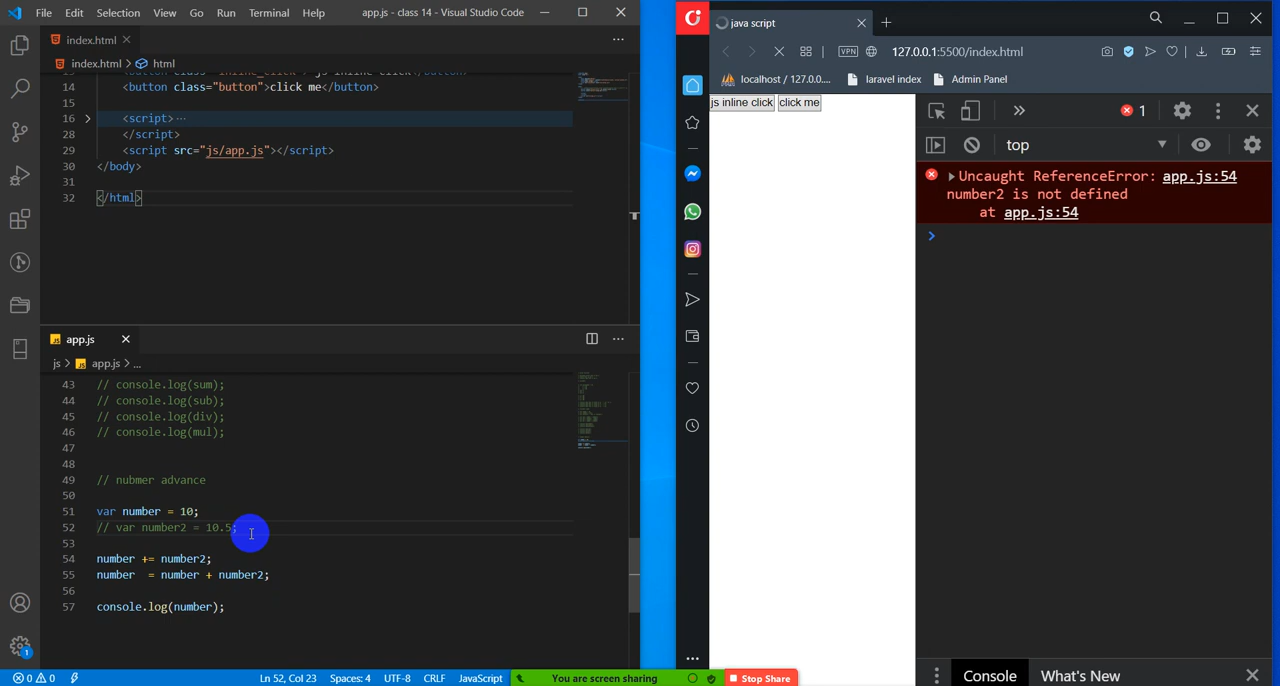 File Edit Selection View Go Run Terminal Help app.js - class 14 - Visual Studio Code
index.html
index.html > html
14 <button class="button">click me</button>
15
16 <script>
28 </script>
29 <script src="js/app.js"></script>
30 </body>
31
32 </html>
app.js
js > app.js > ...
43 // console.log(sum);
44 // console.log(sub);
45 // console.log(div);
46 // console.log(mul);
47
48
49 // nubmer advance
50
51 var number = 10;
52 // var number2 = 10.5;
53
54 number += number2;
55 number = number + number2;
56
57 console.log(number);
1
0 0 Ln 52, Col 23 Spaces: 4 UTF-8 CRLF JavaScript
You are screen sharing Stop Share
java script
VPN 127.0.0.1:5500/index.html
localhost / 127.0.0.... laravel index Admin Panel
js inline click click me
1
top
Uncaught ReferenceError: app.js:54
number2 is not defined
at app.js:54
Console What's New